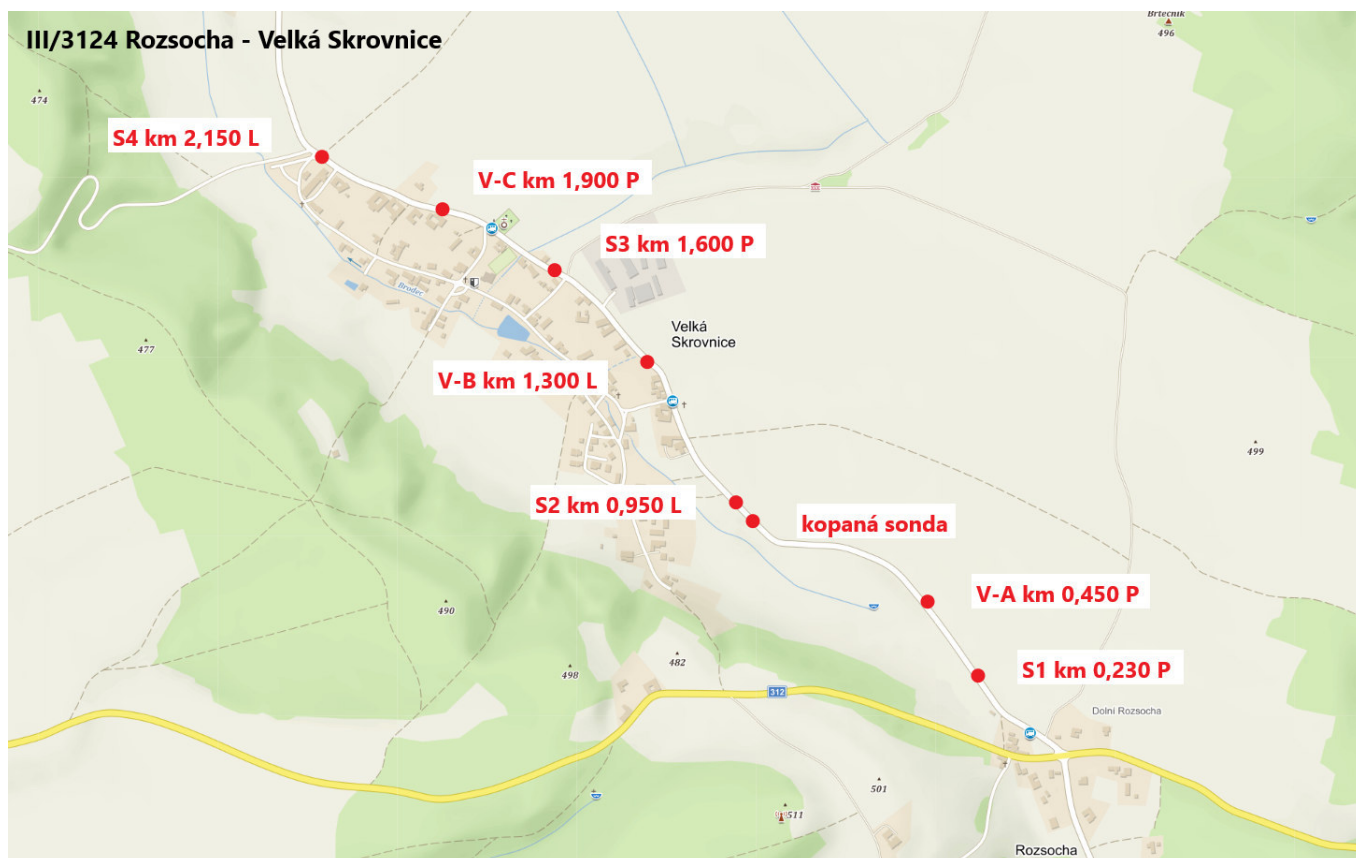 III/3124 Rozsocha - Velká Skrovnice
Brtečník
496
474
S4 km 2,150 L
V-C km 1,900 P
S3 km 1,600 P
Brodec
Velká
Skrovnice
477
V-B km 1,300 L
499
S2 km 0,950 L
kopaná sonda
V-A km 0,450 P
490
482
498
S1 km 0,230 P
312
Dolní Rozsocha
501
511
Rozsocha